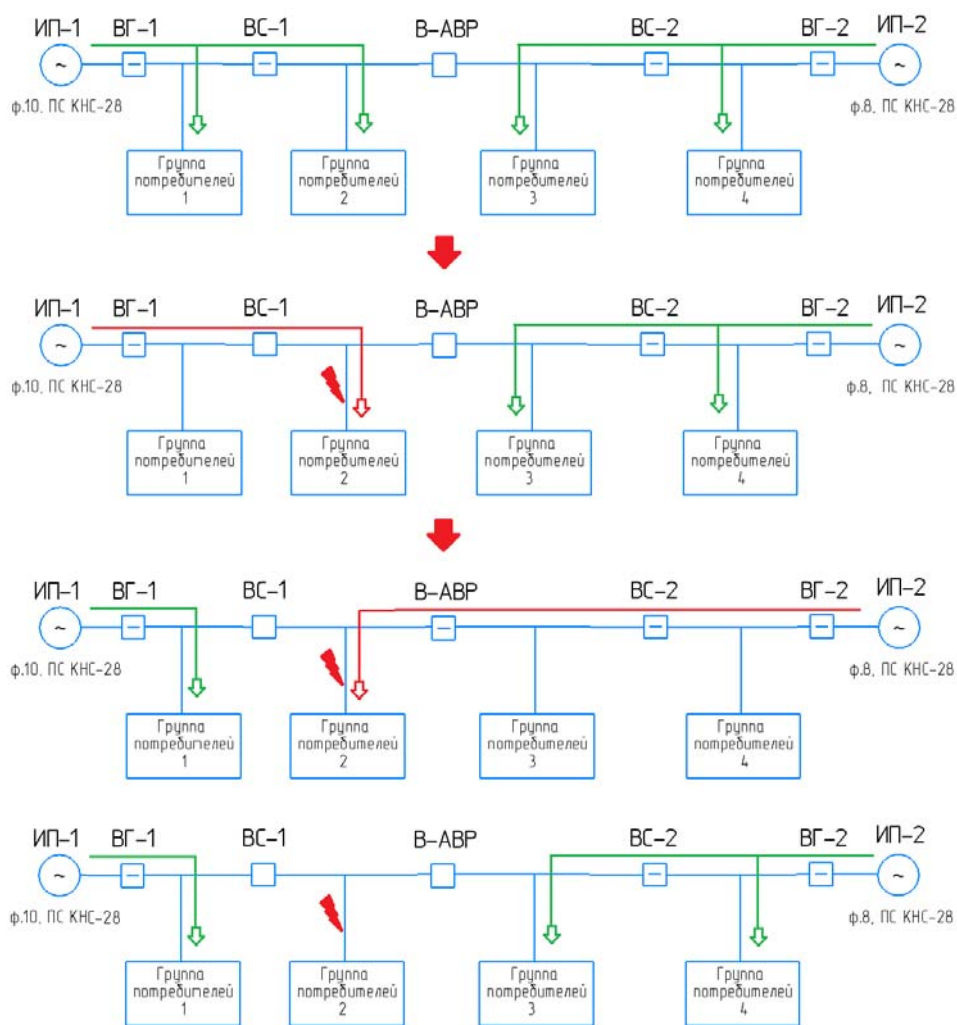 ИП-1 ВГ-1 ВС-1 В-АВР ВС-2 ВГ-2 ИП-2
~ ~
ф.10, ПС КНС-28 ф.8, ПС КНС-28
Группа Группа Группа Группа
потребителей потребителей потребителей потребителей
1 2 3 4
ИП-1 ВГ-1 ВС-1 В-АВР ВС-2 ВГ-2 ИП-2
~ ~
ф.10, ПС КНС-28 ф.8, ПС КНС-28
Группа Группа Группа Группа
потребителей потребителей потребителей потребителей
1 2 3 4
ИП-1 ВГ-1 ВС-1 В-АВР ВС-2 ВГ-2 ИП-2
~ ~
ф.10, ПС КНС-28 ф.8, ПС КНС-28
Группа Группа Группа Группа
потребителей потребителей потребителей потребителей
1 2 3 4
ИП-1 ВГ-1 ВС-1 В-АВР ВС-2 ВГ-2 ИП-2
~ ~
ф.10, ПС КНС-28 ф.8, ПС КНС-28
Группа Группа Группа Группа
потребителей потребителей потребителей потребителей
1 2 3 4